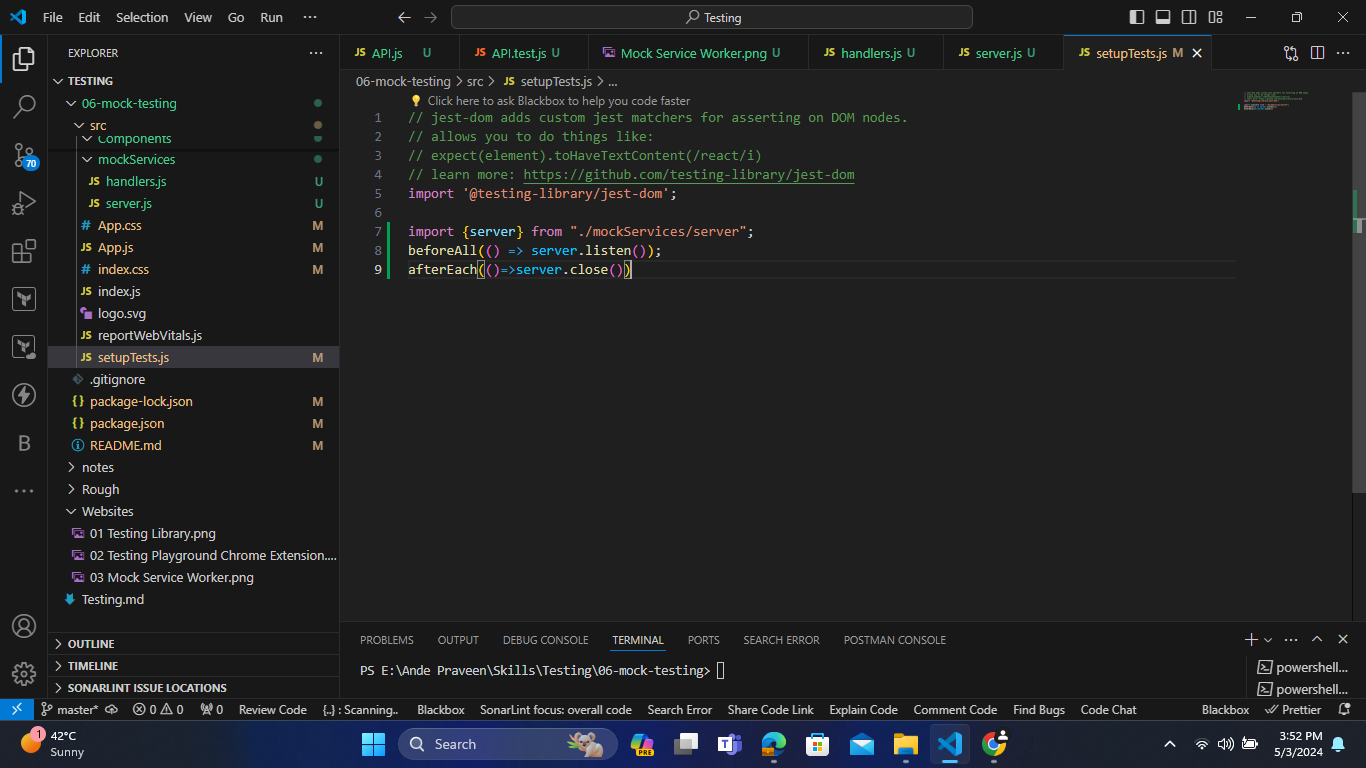 File Edit Selection View Go Run ··· Testing
EXPLORER ···
TESTING
06-mock-testing
src
Components
mockServices
JS handlers.js U
JS server.js U
# App.css M
JS App.js M
# index.css M
JS index.js
logo.svg
JS reportWebVitals.js
JS setupTests.js M
.gitignore
{} package-lock.json M
{} package.json M
README.md M
notes
Rough
Websites
01 Testing Library.png
02 Testing Playground Chrome Extension....
03 Mock Service Worker.png
Testing.md
OUTLINE
TIMELINE
SONARLINT ISSUE LOCATIONS
70
B
JS API.js U JS API.test.js U Mock Service Worker.png U JS handlers.js U JS server.js U JS setupTests.js M
06-mock-testing > src > JS setupTests.js > ...
Click here to ask Blackbox to help you code faster
1 // jest-dom adds custom jest matchers for asserting on DOM nodes.
2 // allows you to do things like:
3 // expect(element).toHaveTextContent(/react/i)
4 // learn more: https://github.com/testing-library/jest-dom
5 import '@testing-library/jest-dom';
6
7 import {server} from "./mockServices/server";
8 beforeAll(() => server.listen());
9 afterEach(()=>server.close())
PROBLEMS OUTPUT DEBUG CONSOLE TERMINAL PORTS SEARCH ERROR POSTMAN CONSOLE
PS E:\Ande Praveen\Skills\Testing\06-mock-testing>
powershell...
powershell...
master* 0 0 0 Review Code {..} : Scanning.. Blackbox SonarLint focus: overall code Search Error Share Code Link Explain Code Comment Code Find Bugs Code Chat Blackbox Prettier
1
42°C
Sunny
Search
PRE
3:52 PM
5/3/2024